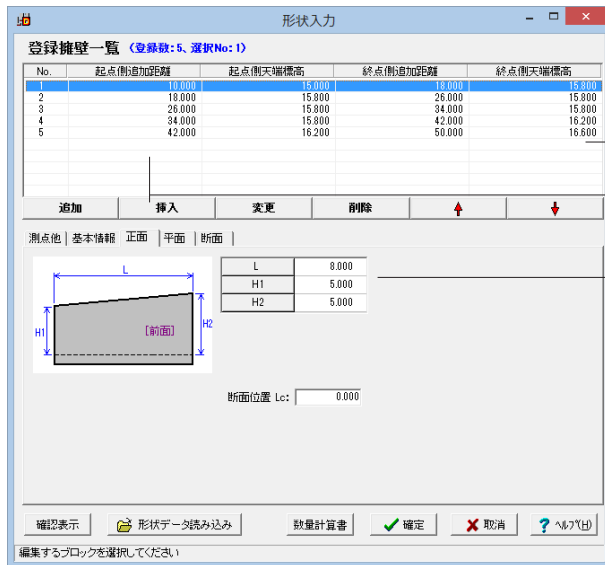 形状入力
登録擁壁一覧 (登録数:5、選択No:1)
No. 起点側追加距離 起点側天端標高 終点側追加距離 終点側天端標高
1 10.000 15.000 18.000 15.800
2 18.000 15.800 26.000 15.800
3 26.000 15.800 34.000 15.800
4 34.000 15.800 42.000 16.200
5 42.000 16.200 50.000 16.600
追加 挿入 変更 削除
測点他 基本情報 正面 平面 断面
L
H1
H2
[前面]
L 8.000
H1 5.000
H2 5.000
断面位置 Lc: 0.000
確認表示 形状データ読み込み 数量計算書 確定 取消 ヘルプ(H)
編集するブロックを選択してください